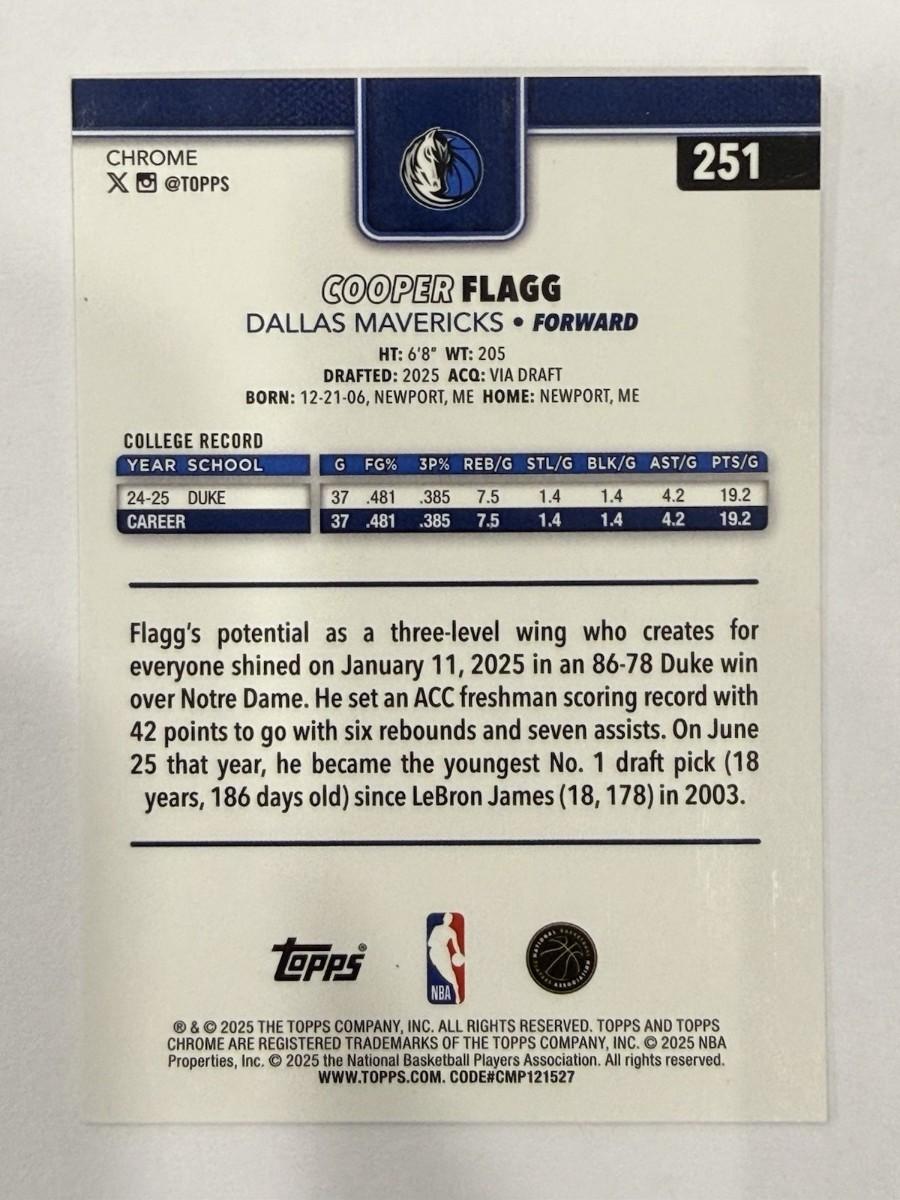 CHROME
251
X @TOPPS
COOPER FLAGG
DALLAS MAVERICKS • FORWARD
HT: 6'8" WT: 205
DRAFTED: 2025 ACQ: VIA DRAFT
BORN: 12-21-06, NEWPORT, ME HOME: NEWPORT, ME
COLLEGE RECORD
YEAR SCHOOL G FG% 3P% REB/G STL/G BLK/G AST/G PTS/G
24-25 DUKE 37 .481 .385 7.5 1.4 1.4 4.2 19.2
CAREER 37 .481 .385 7.5 1.4 1.4 4.2 19.2
Flagg's potential as a three-level wing who creates for
everyone shined on January 11, 2025 in an 86-78 Duke win
over Notre Dame. He set an ACC freshman scoring record with
42 points to go with six rebounds and seven assists. On June
25 that year, he became the youngest No. 1 draft pick (18
years, 186 days old) since LeBron James (18, 178) in 2003.
Topps®
NBA
NATIONAL BASKETBALL PLAYERS ASSOCIATION
® & © 2025 THE TOPPS COMPANY, INC. ALL RIGHTS RESERVED. TOPPS AND TOPPS
CHROME ARE REGISTERED TRADEMARKS OF THE TOPPS COMPANY, INC. © 2025 NBA
Properties, Inc. © 2025 the National Basketball Players Association. All rights reserved.
WWW.TOPPS.COM. CODE#CMP121527